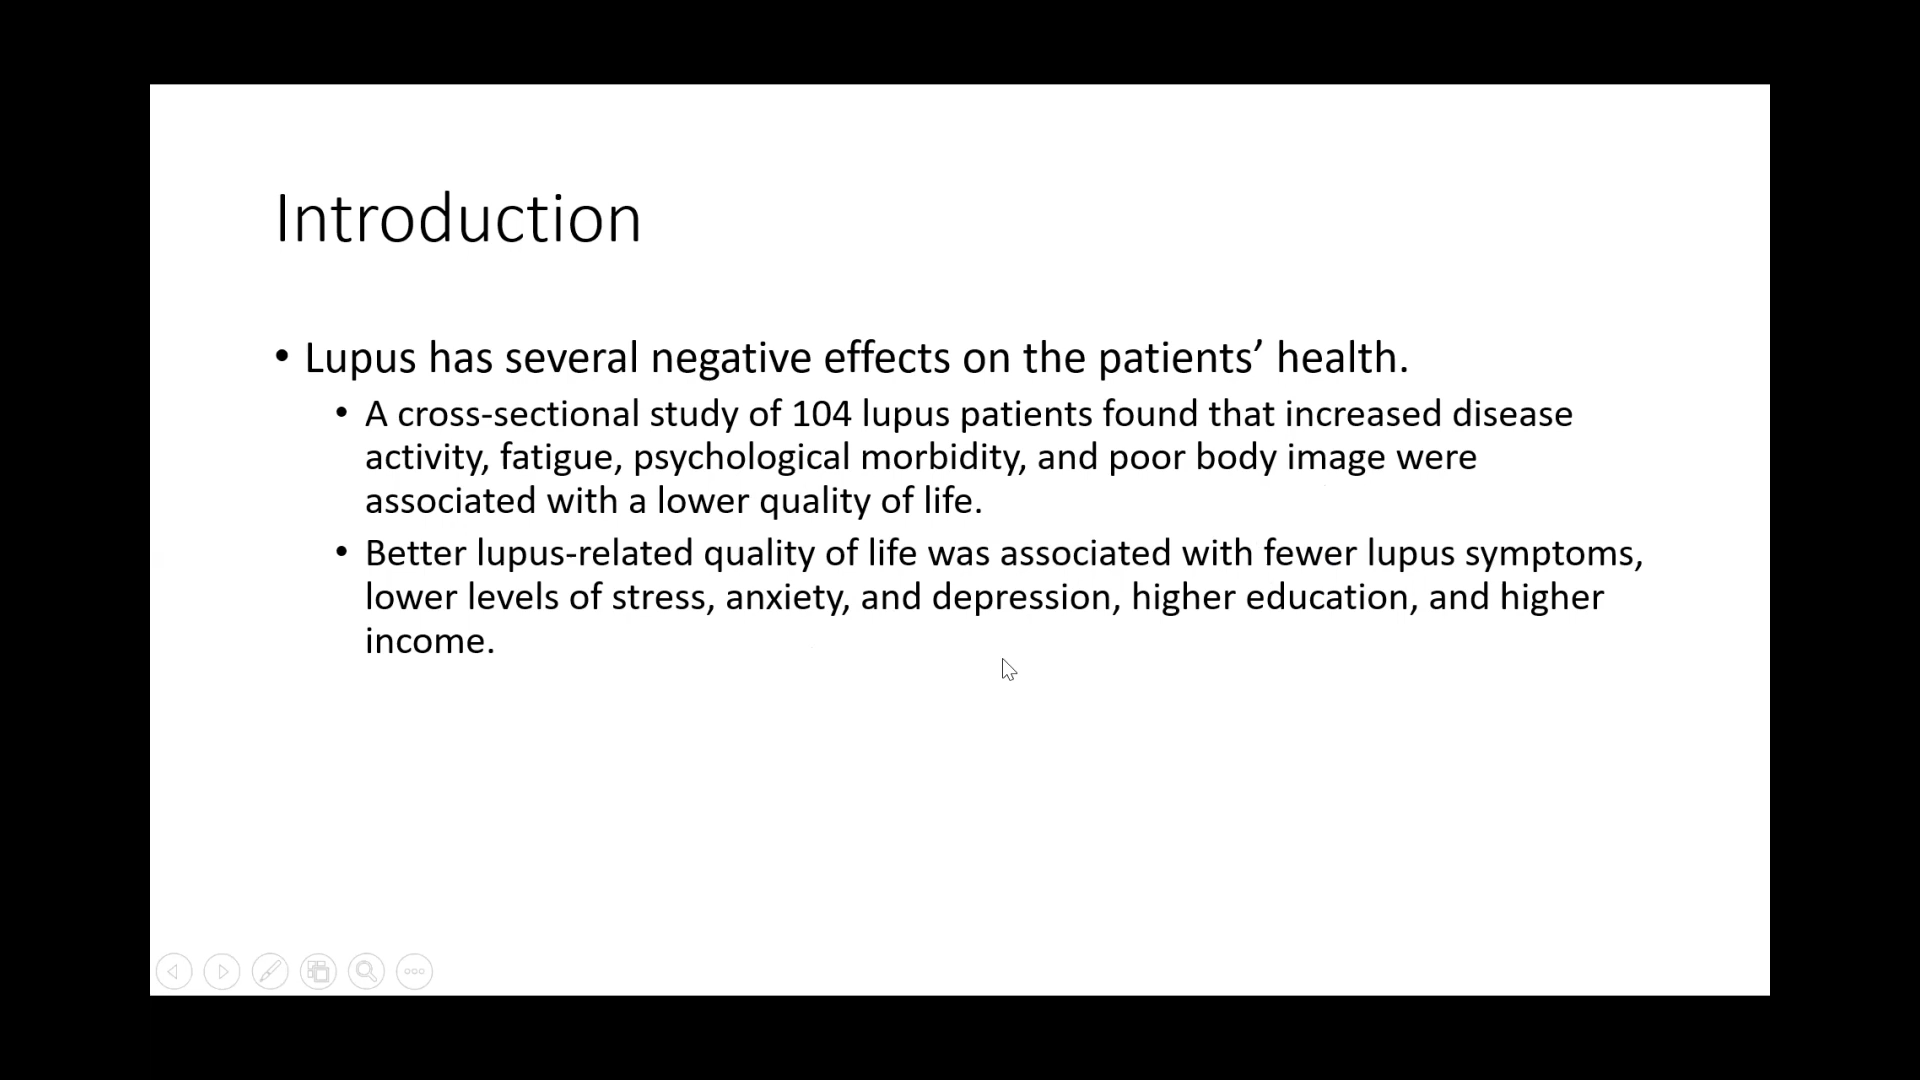 Introduction
• Lupus has several negative effects on the patients’ health.
• A cross-sectional study of 104 lupus patients found that increased disease
activity, fatigue, psychological morbidity, and poor body image were
associated with a lower quality of life.
• Better lupus-related quality of life was associated with fewer lupus symptoms,
lower levels of stress, anxiety, and depression, higher education, and higher
income.